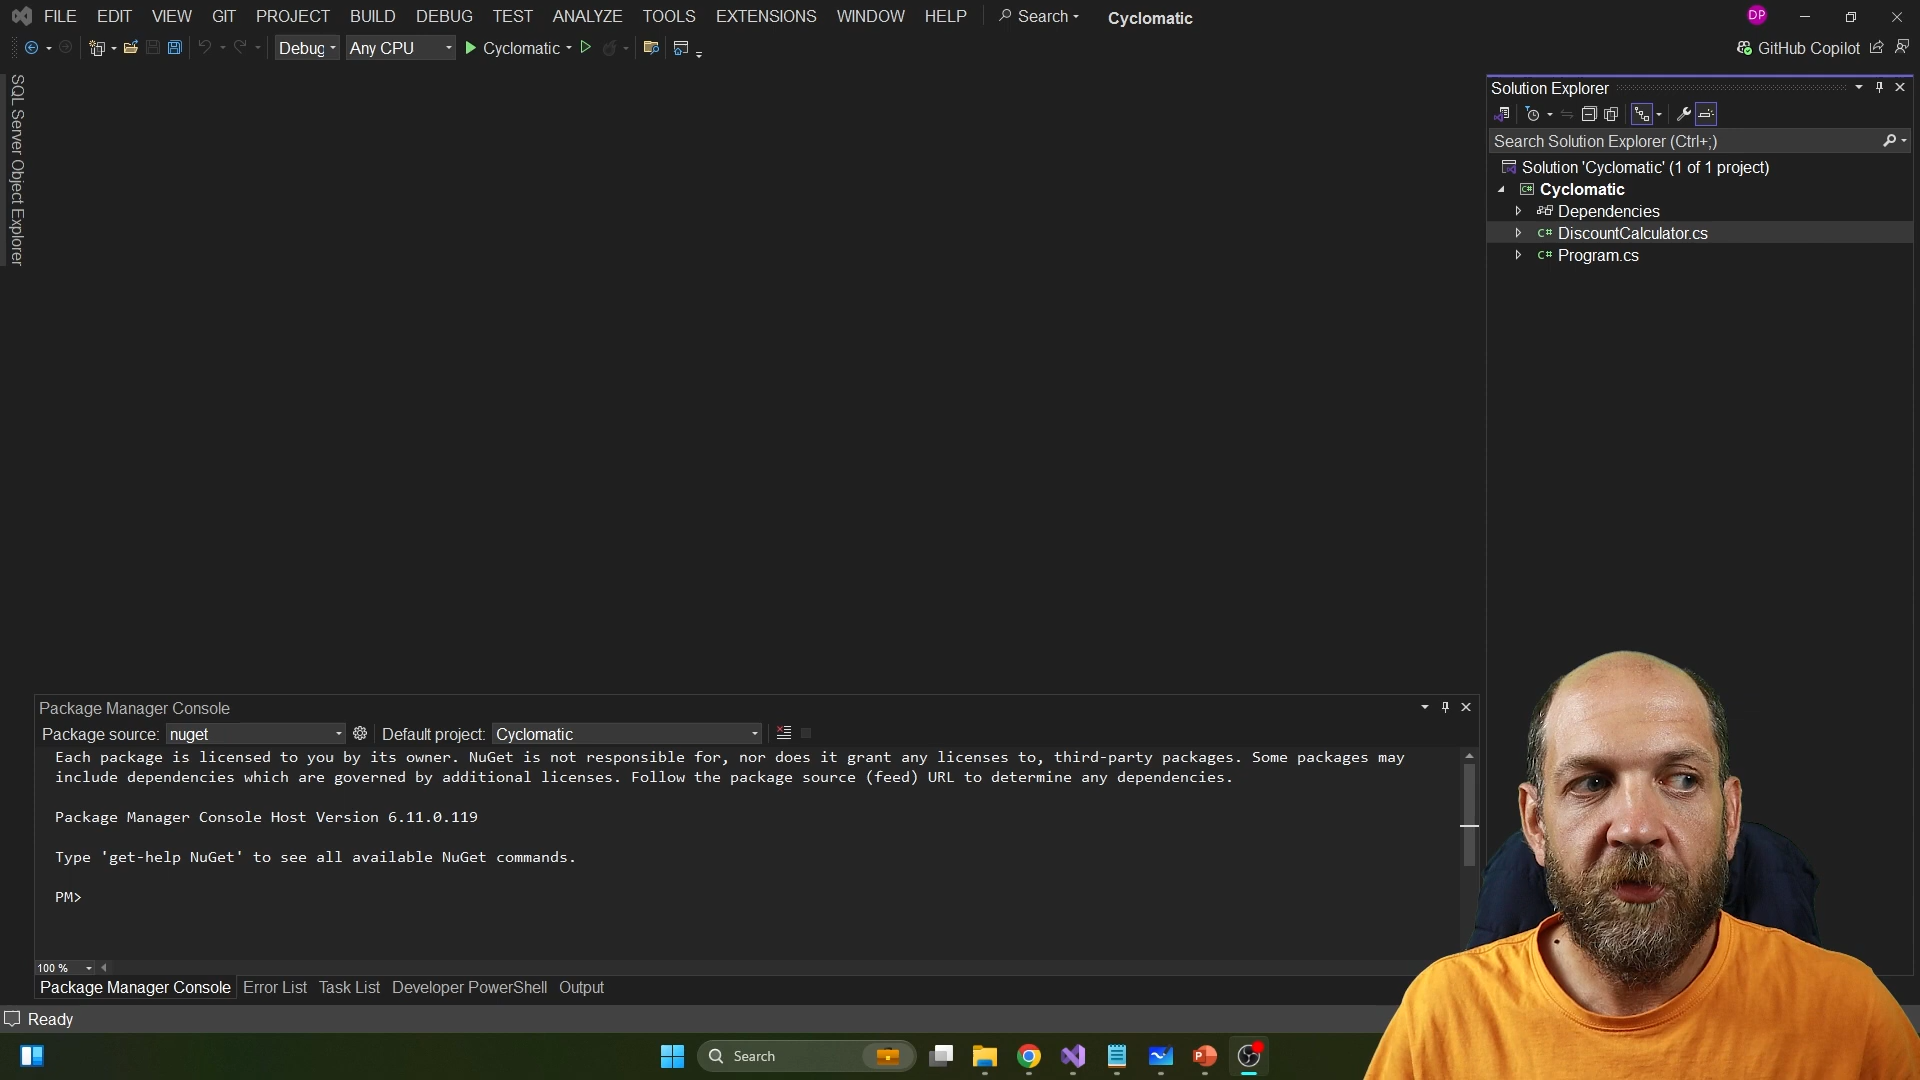 FILE EDIT VIEW GIT PROJECT BUILD DEBUG TEST ANALYZE TOOLS EXTENSIONS WINDOW HELP Search Cyclomatic DP
Debug Any CPU Cyclomatic GitHub Copilot
SQL Server Object Explorer
Solution Explorer
Search Solution Explorer (Ctrl+;)
Solution 'Cyclomatic' (1 of 1 project)
C# Cyclomatic
Dependencies
C# DiscountCalculator.cs
C# Program.cs
Package Manager Console
Package source: nuget Default project: Cyclomatic
Each package is licensed to you by its owner. NuGet is not responsible for, nor does it grant any licenses to, third-party packages. Some packages may
include dependencies which are governed by additional licenses. Follow the package source (feed) URL to determine any dependencies.
Package Manager Console Host Version 6.11.0.119
Type 'get-help NuGet' to see all available NuGet commands.
PM>
100 %
Package Manager Console Error List Task List Developer PowerShell Output
Ready
Search